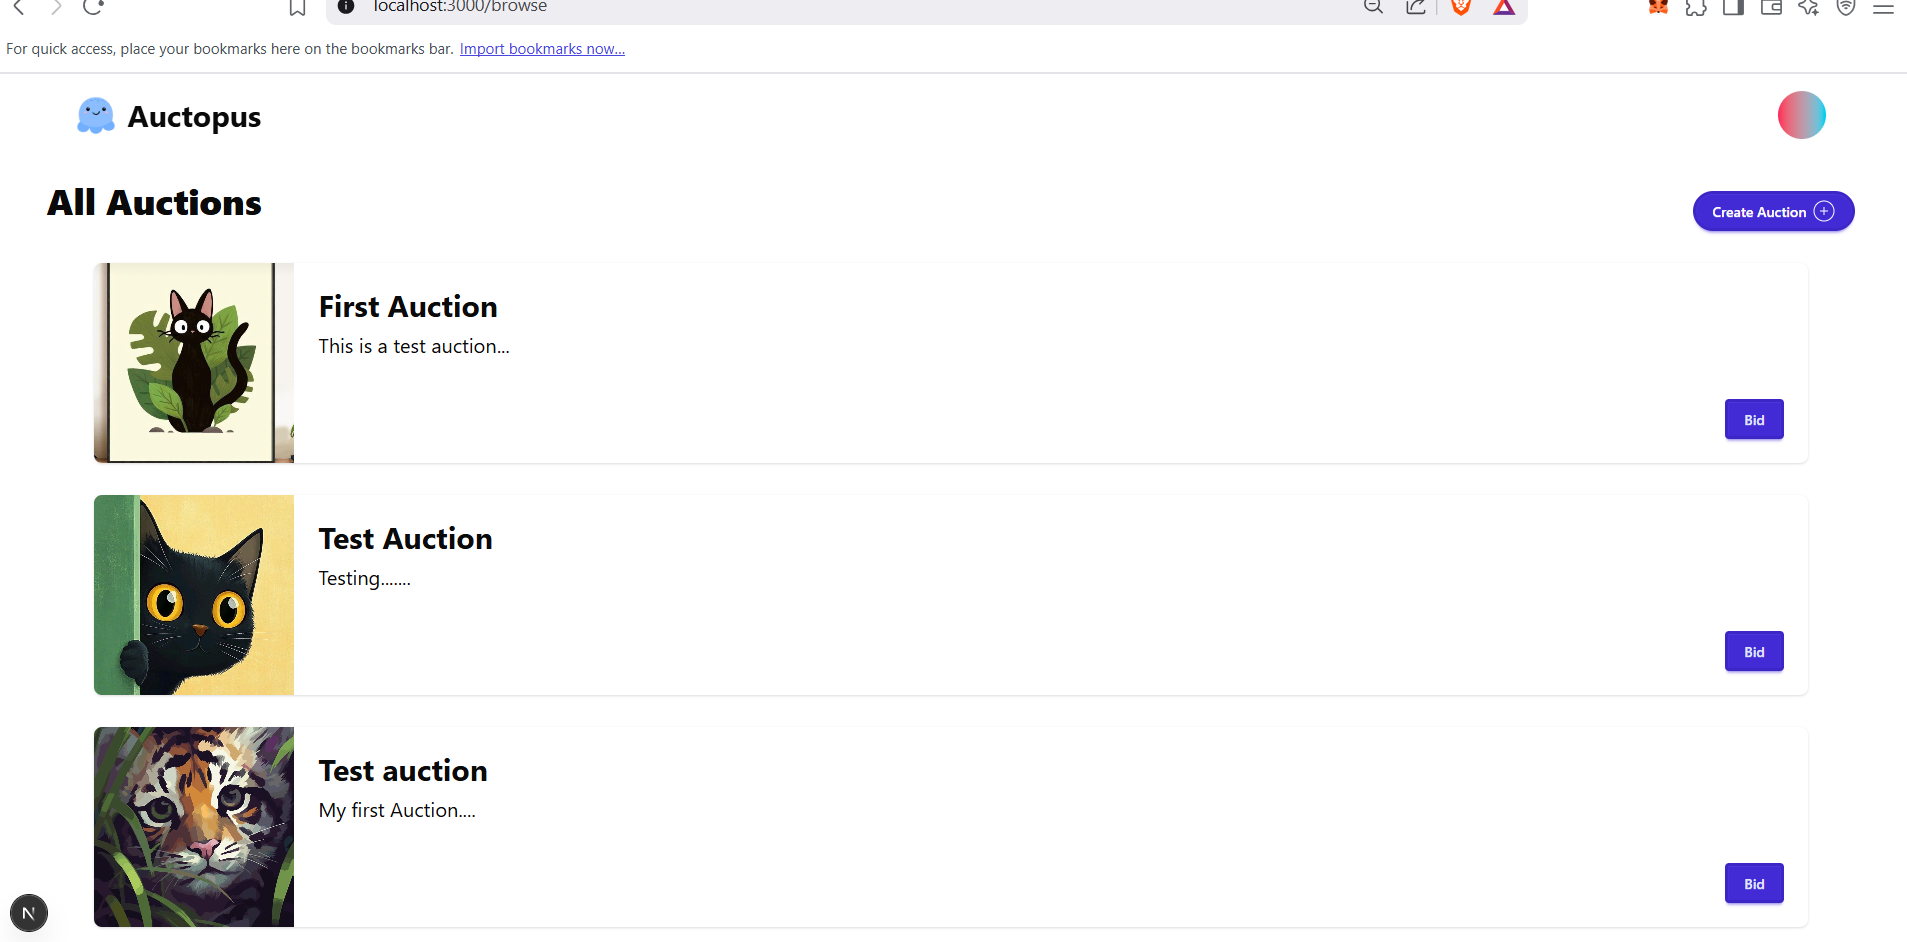 localhost:3000/browse
For quick access, place your bookmarks here on the bookmarks bar. Import bookmarks now...
Auctopus
All Auctions
Create Auction
First Auction
This is a test auction...
Bid
Test Auction
Testing.......
Bid
Test auction
My first Auction....
Bid
N